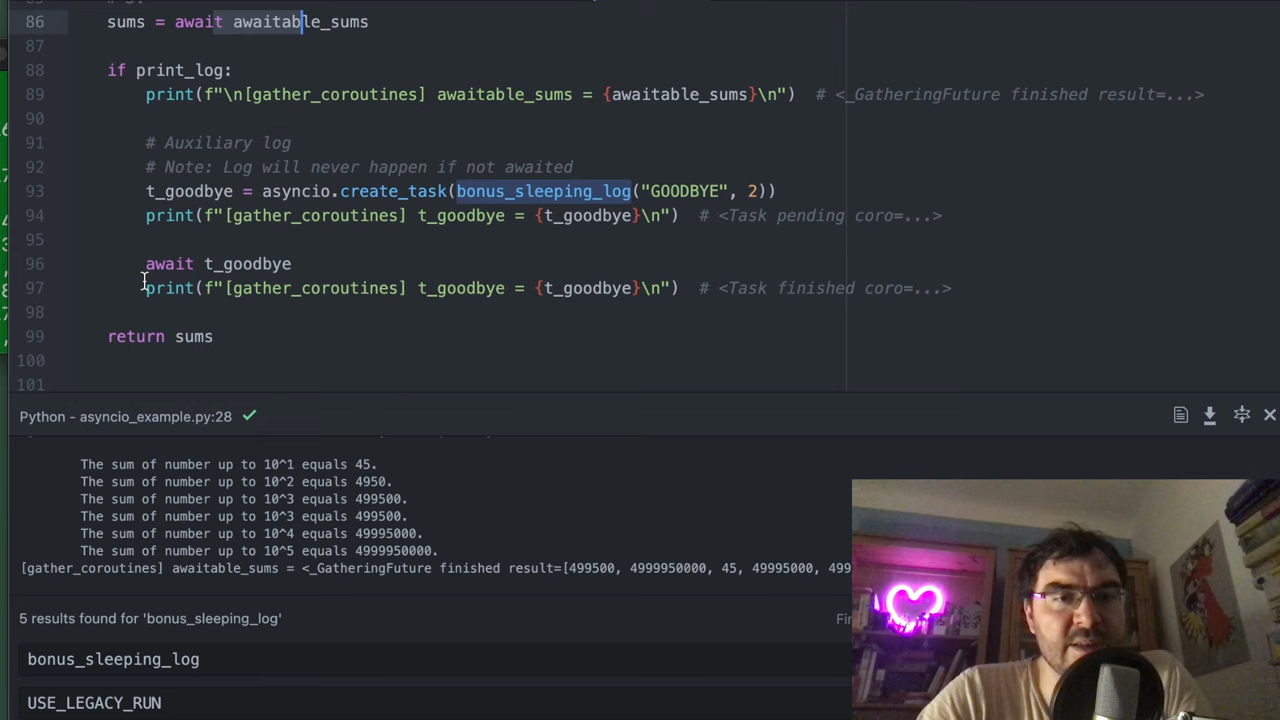 86 sums = await awaitable_sums
87
88 if print_log:
89 print(f"\n[gather_coroutines] awaitable_sums = {awaitable_sums}\n") # <_GatheringFuture finished result=...>
90
91 # Auxiliary log
92 # Note: Log will never happen if not awaited
93 t_goodbye = asyncio.create_task(bonus_sleeping_log("GOODBYE", 2))
94 print(f"[gather_coroutines] t_goodbye = {t_goodbye}\n") # <Task pending coro=...>
95
96 await t_goodbye
97 print(f"[gather_coroutines] t_goodbye = {t_goodbye}\n") # <Task finished coro=...>
98
99 return sums
100
101
Python - asyncio_example.py:28
The sum of number up to 10^1 equals 45.
The sum of number up to 10^2 equals 4950.
The sum of number up to 10^3 equals 499500.
The sum of number up to 10^3 equals 499500.
The sum of number up to 10^4 equals 49995000.
The sum of number up to 10^5 equals 4999950000.
[gather_coroutines] awaitable_sums = <_GatheringFuture finished result=[499500, 4999950000, 45, 49995000, 499
5 results found for 'bonus_sleeping_log'
bonus_sleeping_log
USE_LEGACY_RUN